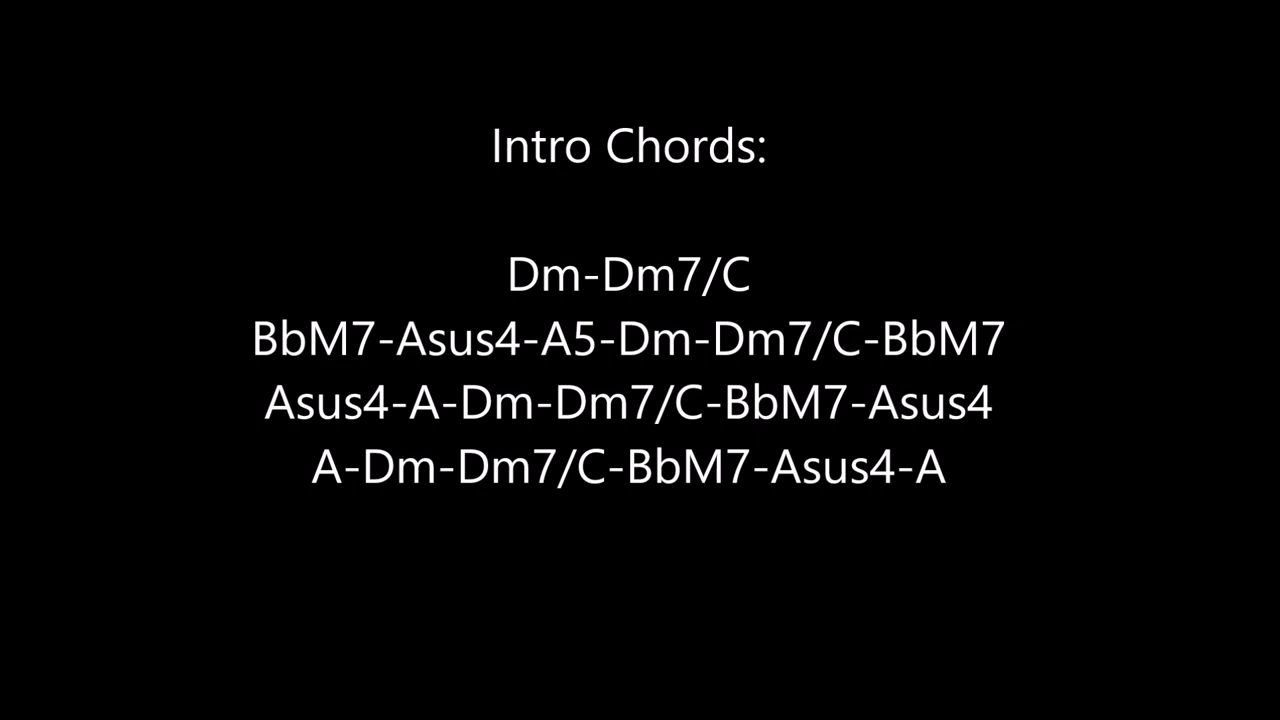 Intro Chords:
Dm-Dm7/C
BbM7-Asus4-A5-Dm-Dm7/C-BbM7
Asus4-A-Dm-Dm7/C-BbM7-Asus4
A-Dm-Dm7/C-BbM7-Asus4-A